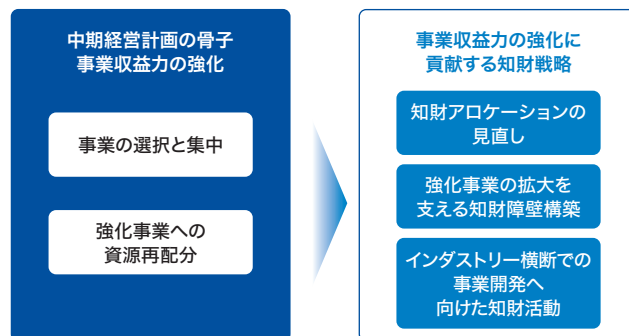 中期経営計画の骨子
事業収益力の強化
事業の選択と集中
強化事業への
資源再配分
事業収益力の強化に
貢献する知財戦略
知財アロケーションの
見直し
強化事業の拡大を
支える知財障壁構築
インダストリー横断での
事業開発へ
向けた知財活動